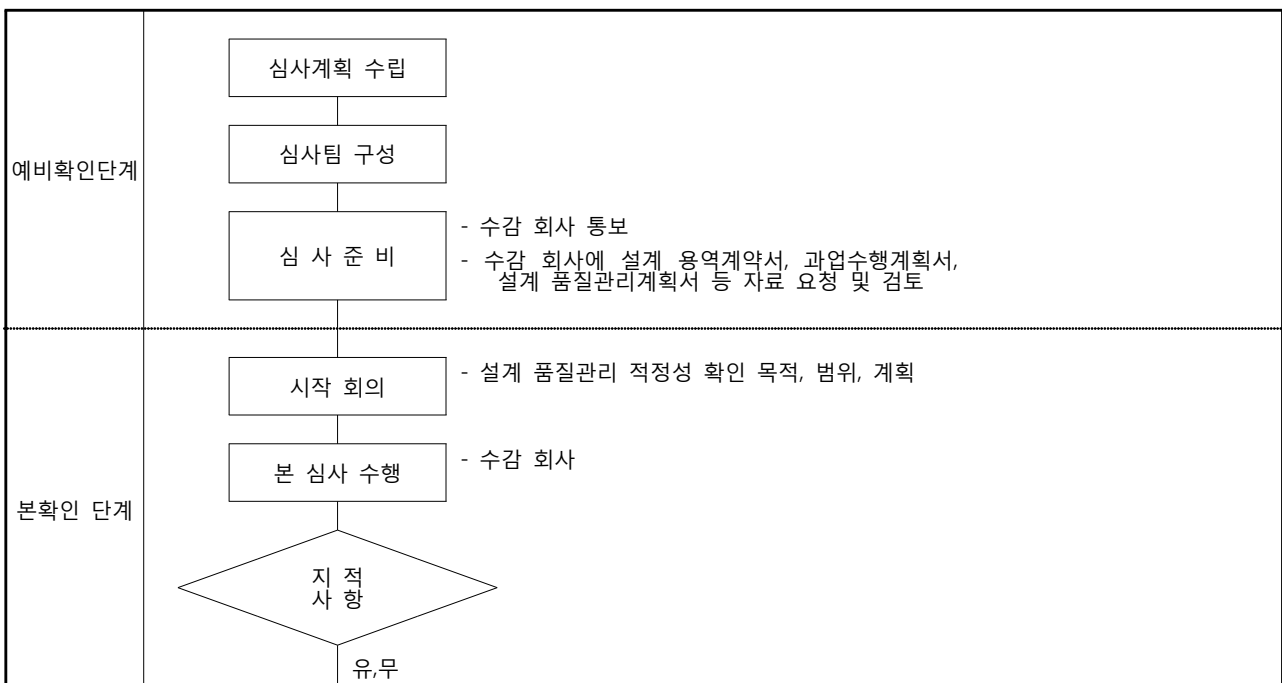 심사계획 수립
심사팀 구성
예비확인단계
심 사 준 비
- 수감 회사 통보
- 수감 회사에 설계 용역계약서, 과업수행계획서,
설계 품질관리계획서 등 자료 요청 및 검토
시작 회의
- 설계 품질관리 적정성 확인 목적, 범위, 계획
본 심사 수행
- 수감 회사
본확인 단계
지 적
사 항
유,무